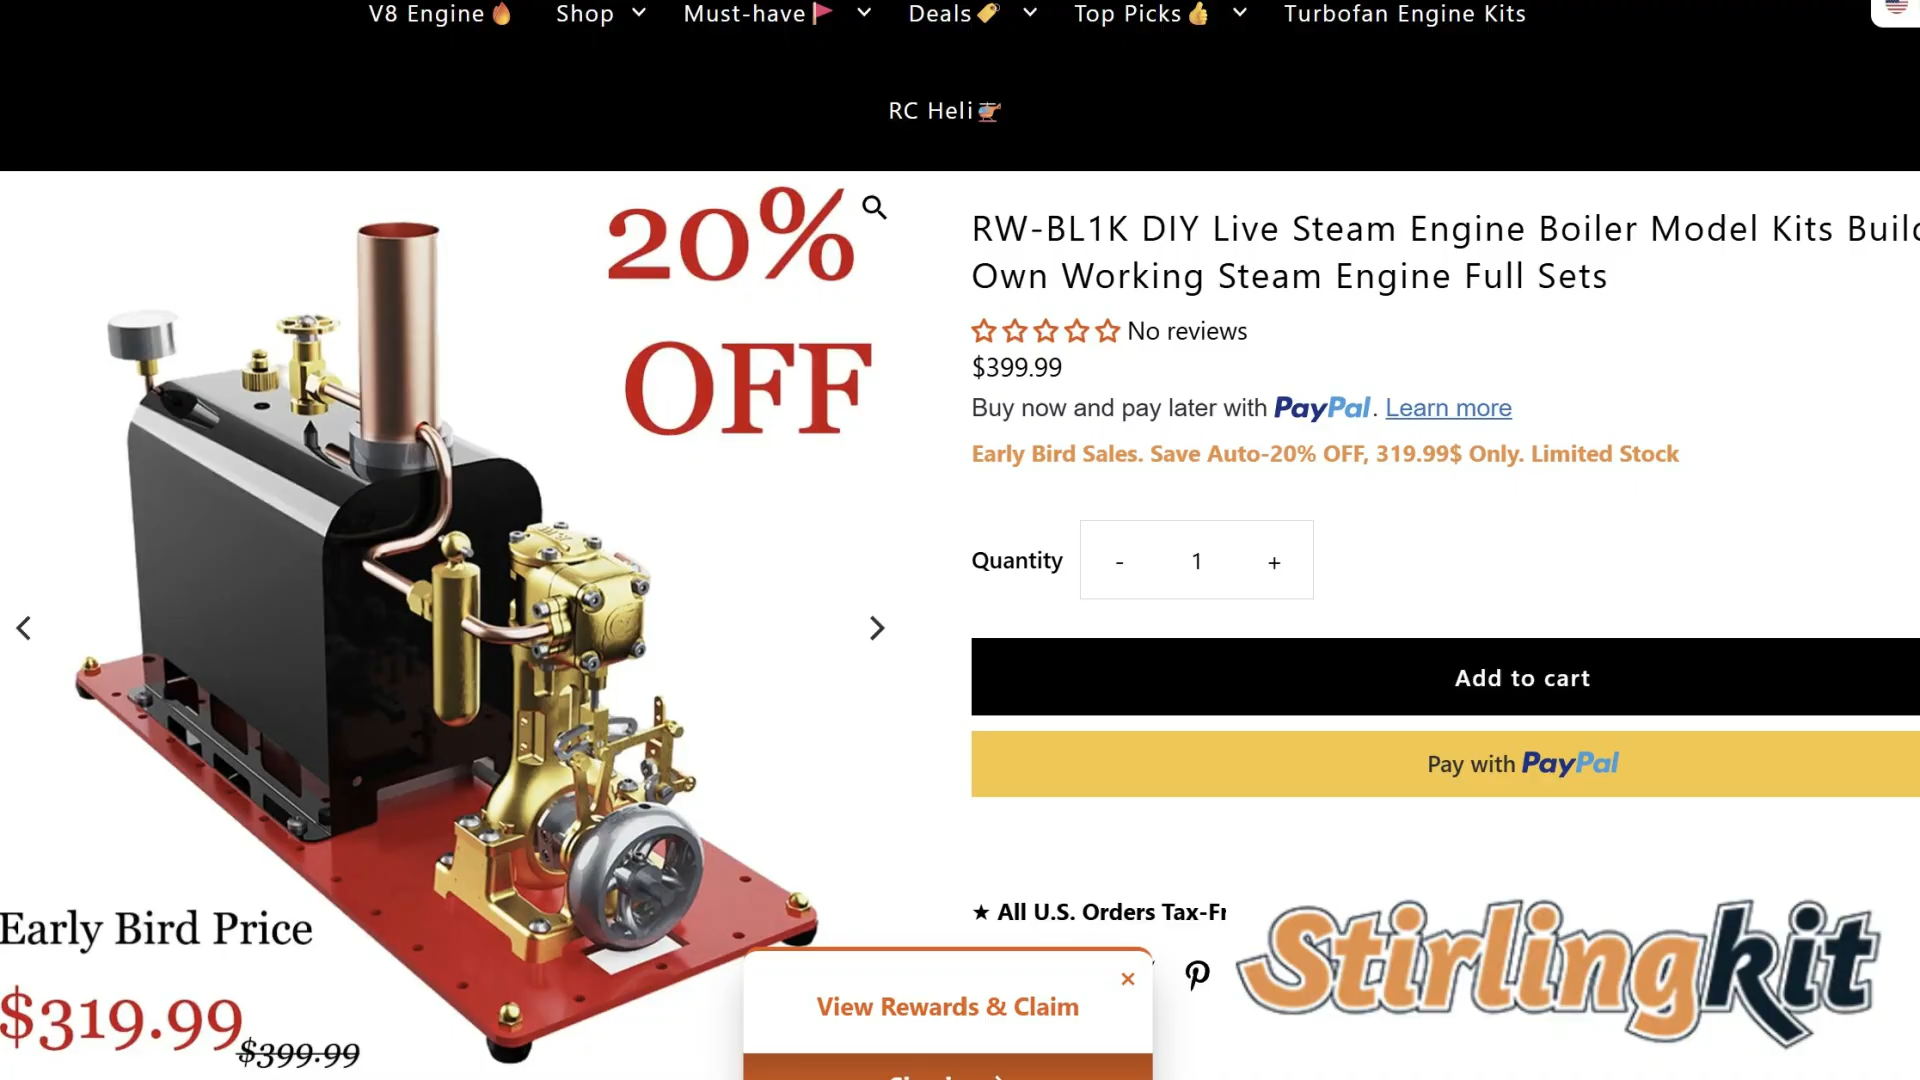 V8 Engine🔥 Shop Must-have🚩 Deals🏷️ Top Picks👍 Turbofan Engine Kits
RC Heli🚁
20%
OFF
RW-BL1K DIY Live Steam Engine Boiler Model Kits
Own Working Steam Engine Full Sets
No reviews
$399.99
Buy now and pay later with PayPal. Learn more
Early Bird Sales. Save Auto-20% OFF, 319.99$ Only. Limited Stock
Quantity - 1 +
Add to cart
Pay with PayPal
★ All U.S. Orders
Early Bird Price
$319.99
$399.99
View Rewards & Claim
×
Stirlingkit